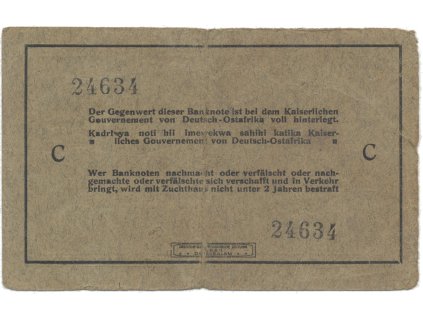 24634
Der Gegenwert dieser Banknote ist bei dem Kaiserlichen
Gouvernement von Deutsch-Ostafrika voll hinterlegt.
Kadri ya noti hii imewekwa sahihi katika Kaiser-
liches Gouvernement von Deutsch-Ostafrika
C C
Wer Banknoten nachmacht oder verfälscht oder nach-
gemachte oder verfälschte sich verschafft und in Verkehr
bringt, wird mit Zuchthaus nicht unter 2 Jahren bestraft
24634